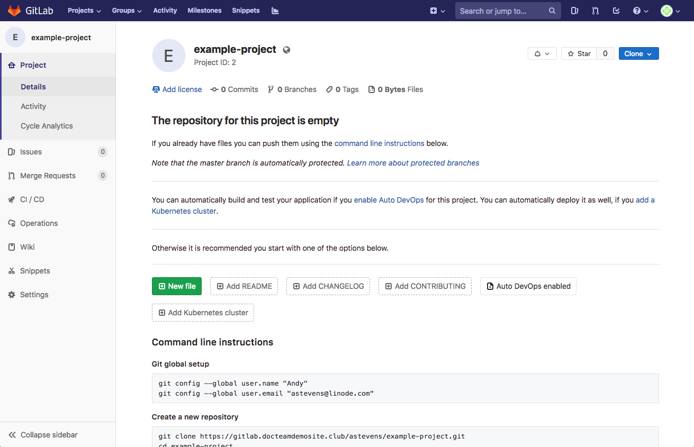 GitLab Projects Groups Activity Milestones Snippets Search or jump to...
E example-project
Project
Details
Activity
Cycle Analytics
Issues 0
Merge Requests 0
CI / CD
Operations
Wiki
Snippets
Settings
Collapse sidebar
E
example-project
Project ID: 2
Star 0 Clone
Add license 0 Commits 0 Branches 0 Tags 0 Bytes Files
The repository for this project is empty
If you already have files you can push them using the command line instructions below.
Note that the master branch is automatically protected. Learn more about protected branches
You can automatically build and test your application if you enable Auto DevOps for this project. You can automatically deploy it as well, if you add a
Kubernetes cluster.
Otherwise it is recommended you start with one of the options below.
New file Add README Add CHANGELOG Add CONTRIBUTING Auto DevOps enabled
Add Kubernetes cluster
Command line instructions
Git global setup
git config --global user.name "Andy"
git config --global user.email "astevens@linode.com"
Create a new repository
git clone https://gitlab.docteamdemosite.club/astevens/example-project.git
cd example-project